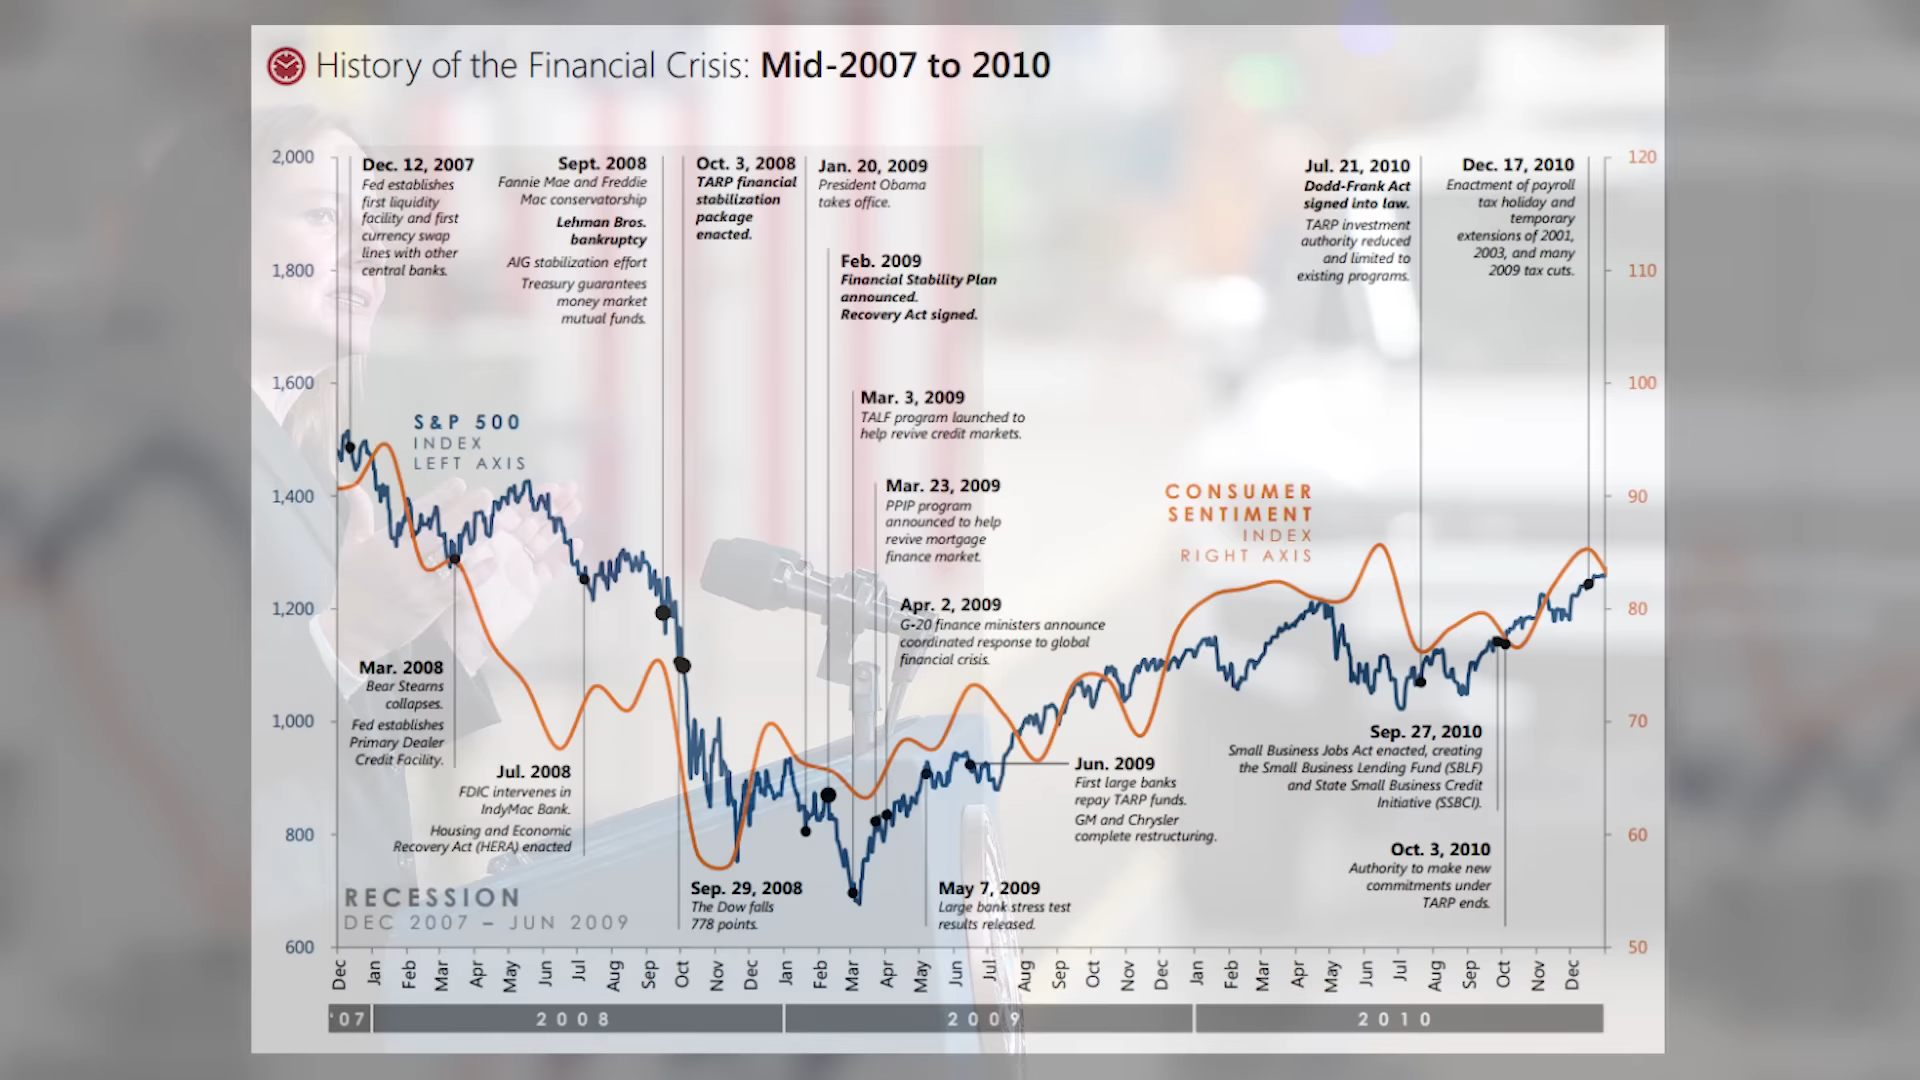 History of the Financial Crisis: Mid-2007 to 2010
2,000
1,800
1,600
1,400
1,200
1,000
800
600
120
110
100
90
80
70
60
50
Dec. 12, 2007
Fed establishes
first liquidity
facility and first
currency swap
lines with other
central banks.
Sept. 2008
Fannie Mae and Freddie
Mac conservatorship
Lehman Bros.
bankruptcy
AIG stabilization effort
Treasury guarantees
money market
mutual funds.
Oct. 3, 2008
TARP financial
stabilization
package
enacted.
Jan. 20, 2009
President Obama
takes office.
Feb. 2009
Financial Stability Plan
announced.
Recovery Act signed.
Mar. 3, 2009
TALF program launched to
help revive credit markets.
Mar. 23, 2009
PPIP program
announced to help
revive mortgage
finance market.
Apr. 2, 2009
G-20 finance ministers announce
coordinated response to global
financial crisis.
Jul. 21, 2010
Dodd-Frank Act
signed into law.
TARP investment
authority reduced
and limited to
existing programs.
Dec. 17, 2010
Enactment of payroll
tax holiday and
temporary
extensions of 2001,
2003, and many
2009 tax cuts.
S&P 500
INDEX
LEFT AXIS
CONSUMER
SENTIMENT
INDEX
RIGHT AXIS
Mar. 2008
Bear Stearns
collapses.
Fed establishes
Primary Dealer
Credit Facility.
Jul. 2008
FDIC intervenes in
IndyMac Bank.
Housing and Economic
Recovery Act (HERA) enacted
Sep. 29, 2008
The Dow falls
778 points.
May 7, 2009
Large bank stress test
results released.
Jun. 2009
First large banks
repay TARP funds.
GM and Chrysler
complete restructuring.
Sep. 27, 2010
Small Business Jobs Act enacted, creating
the Small Business Lending Fund (SBLF)
and State Small Business Credit
Initiative (SSBCI).
Oct. 3, 2010
Authority to make new
commitments under
TARP ends.
RECESSION
DEC 2007 – JUN 2009
Dec Jan Feb Mar Apr May Jun Jul Aug Sep Oct Nov Dec Jan Feb Mar Apr May Jun Jul Aug Sep Oct Nov Dec Jan Feb Mar Apr May Jun Jul Aug Sep Oct Nov Dec
'07 2008 2009 2010